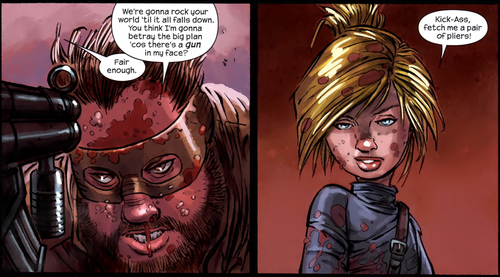 We're gonna rock your
world 'til it all falls down.
You think I'm gonna
betray the big plan
'cos there's a gun
in my face?
Fair
enough.
Kick-Ass,
fetch me a pair
of pliers!